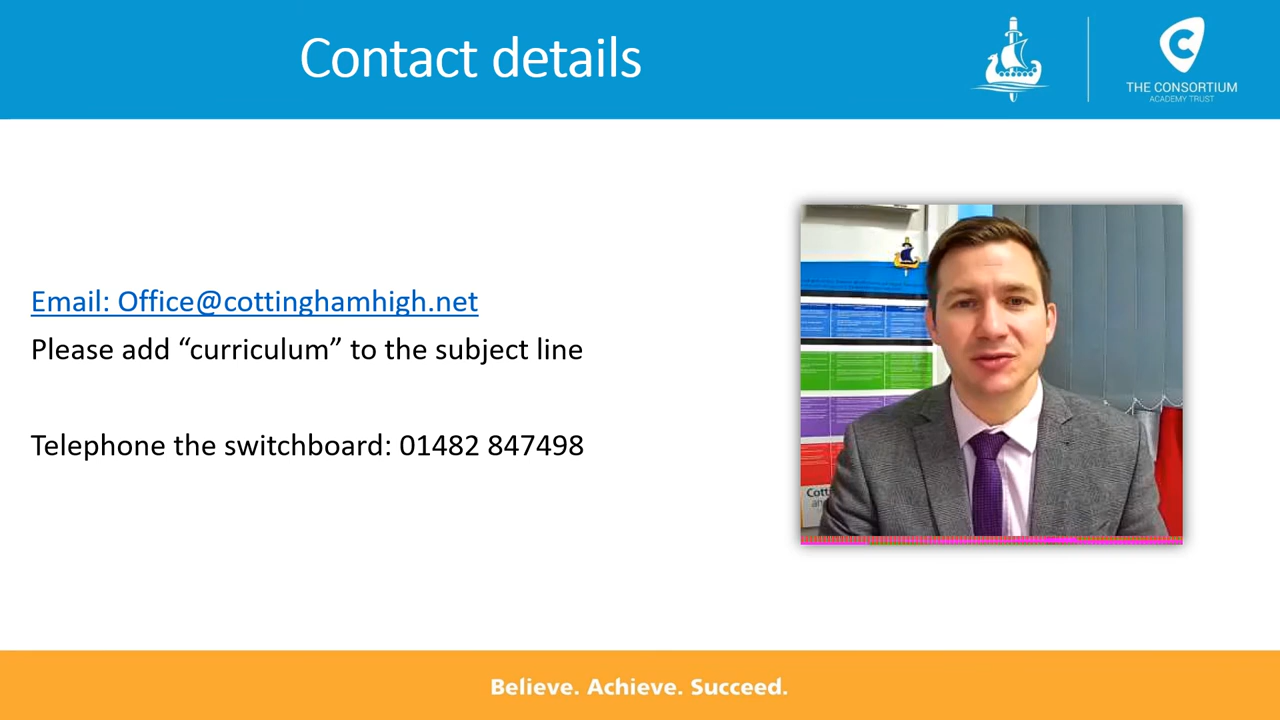 Contact details
THE CONSORTIUM
ACADEMY TRUST
Email: Office@cottinghamhigh.net
Please add “curriculum” to the subject line
Telephone the switchboard: 01482 847498
Believe. Achieve. Succeed.